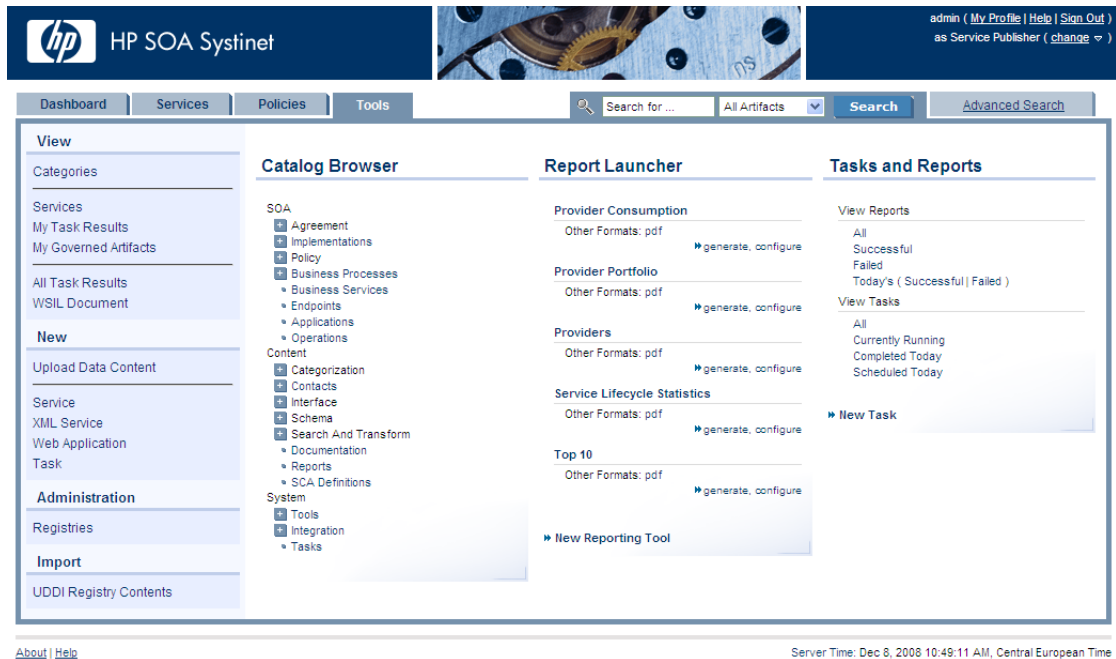 hp HP SOA Systinet
ns
admin ( My Profile | Help | Sign Out )
as Service Publisher ( change )
Dashboard Services Policies Tools
Search for ... All Artifacts Search Advanced Search
View
Categories
Services
My Task Results
My Governed Artifacts
All Task Results
WSIL Document
New
Upload Data Content
Service
XML Service
Web Application
Task
Administration
Registries
Import
UDDI Registry Contents
Catalog Browser
SOA
Agreement
Implementations
Policy
Business Processes
Business Services
Endpoints
Applications
Operations
Content
Categorization
Contacts
Interface
Schema
Search And Transform
Documentation
Reports
SCA Definitions
System
Tools
Integration
Tasks
Report Launcher
Provider Consumption
Other Formats: pdf
generate, configure
Provider Portfolio
Other Formats: pdf
generate, configure
Providers
Other Formats: pdf
generate, configure
Service Lifecycle Statistics
Other Formats: pdf
generate, configure
Top 10
Other Formats: pdf
generate, configure
New Reporting Tool
Tasks and Reports
View Reports
All
Successful
Failed
Today's ( Successful | Failed )
View Tasks
All
Currently Running
Completed Today
Scheduled Today
New Task
About | Help
Server Time: Dec 8, 2008 10:49:11 AM, Central European Time